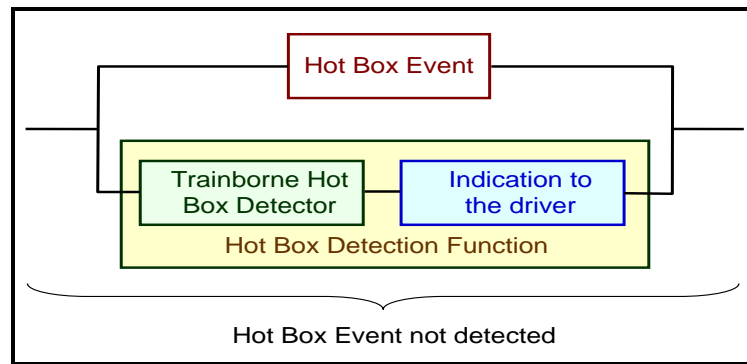 Hot Box Event
Trainborne Hot
Box Detector
Indication to
the driver
Hot Box Detection Function
Hot Box Event not detected